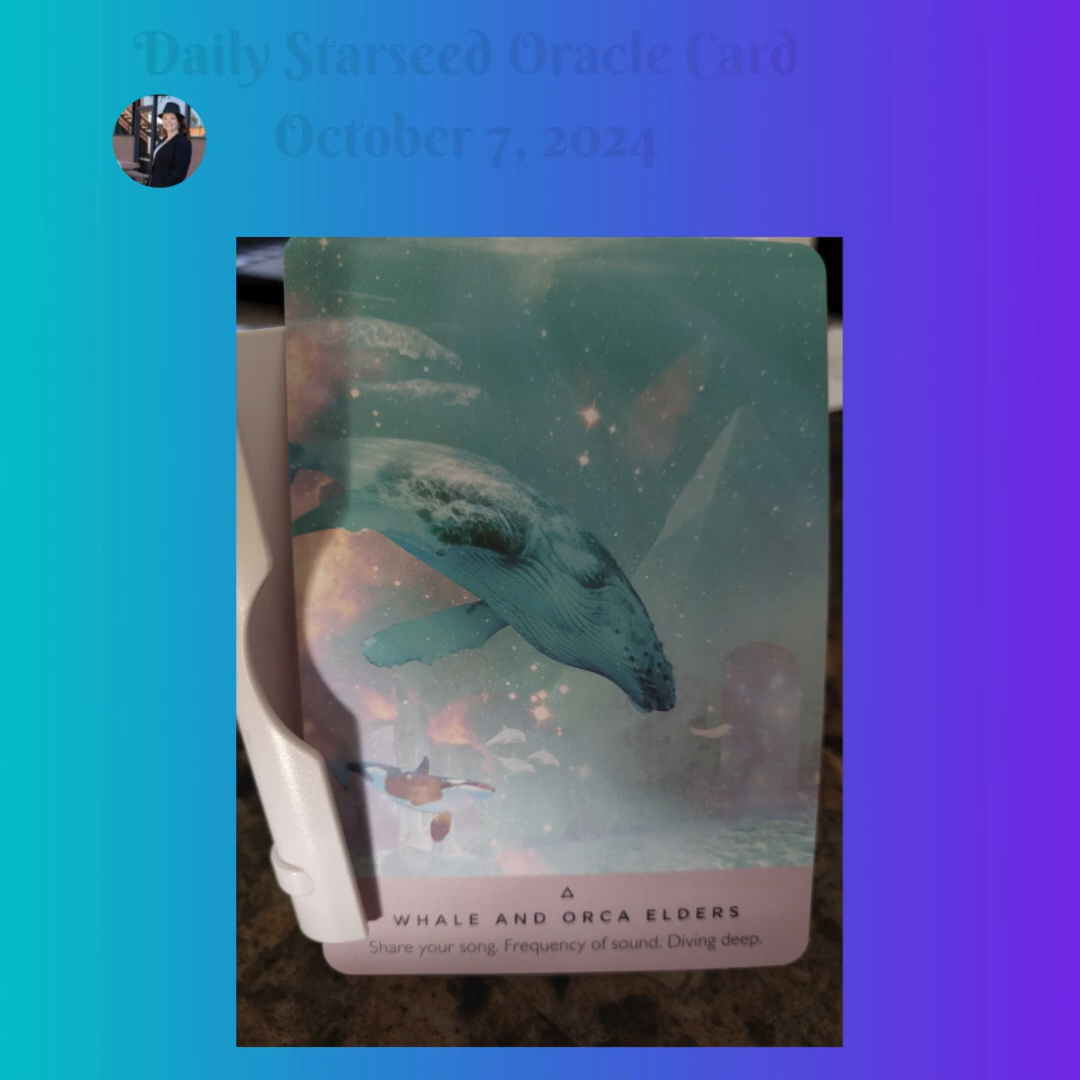 Daily Starseed Oracle Card
October 7, 2024
WHALE AND ORCA ELDERS
Share your song. Frequency of sound. Diving deep.